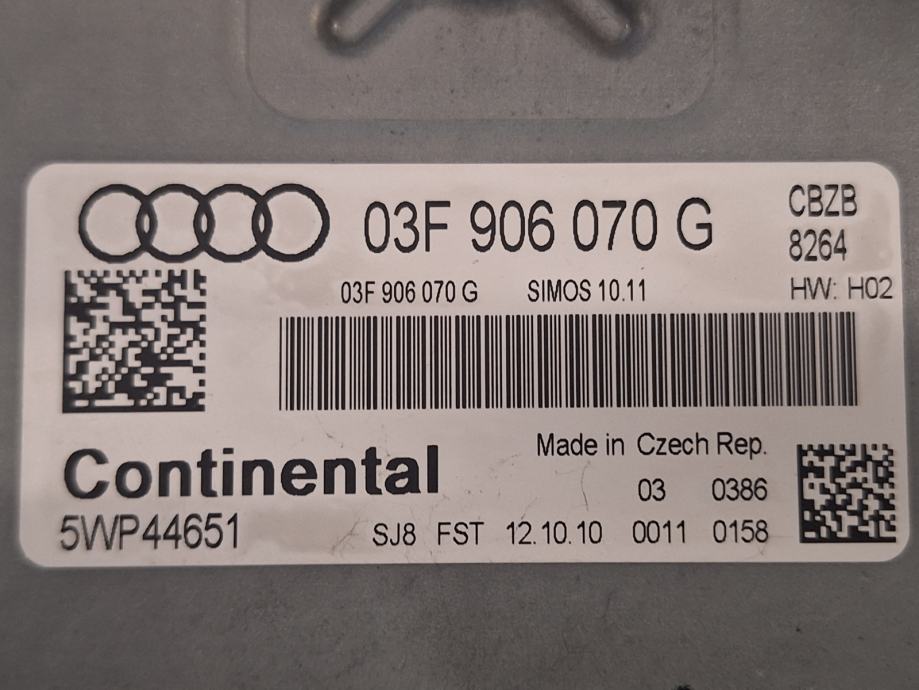 03F 906 070 G
CBZB
8264
03F 906 070 G SIMOS 10.11
HW: H02
Made in Czech Rep.
Continental
03 0386
5WP44651
SJ8 FST 12.10.10 0011 0158